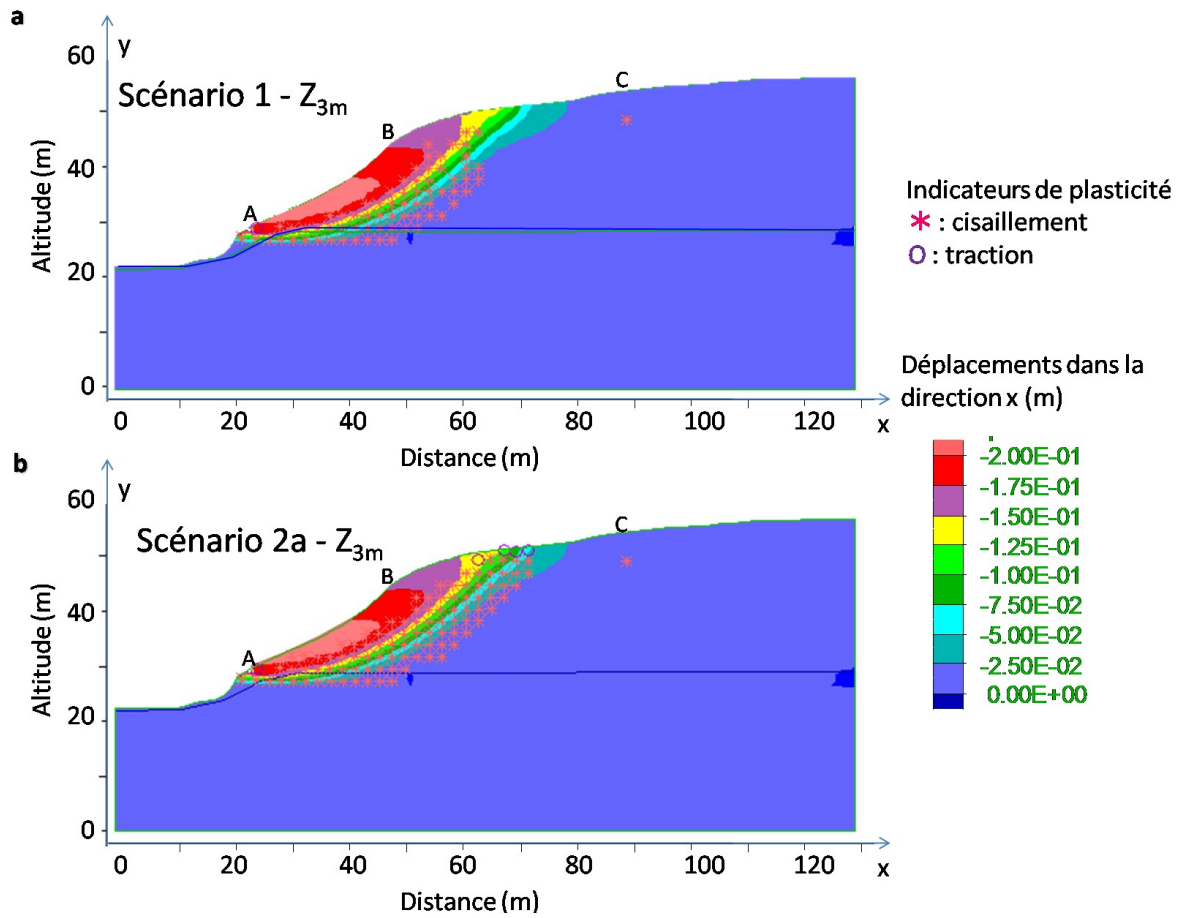 a
y
60
Scénario 1 - Z3m
C
B
40
A
20
0
Altitude (m)
0 20 40 60 80 100 120
x
Distance (m)
Indicateurs de plasticité
* : cisaillement
O : traction
Déplacements dans la
direction x (m)
-2.00E-01
-1.75E-01
-1.50E-01
-1.25E-01
-1.00E-01
-7.50E-02
-5.00E-02
-2.50E-02
0.00E+00
b
y
60
Scénario 2a - Z3m
C
B
40
A
20
0
Altitude (m)
0 20 40 60 80 100 120
x
Distance (m)